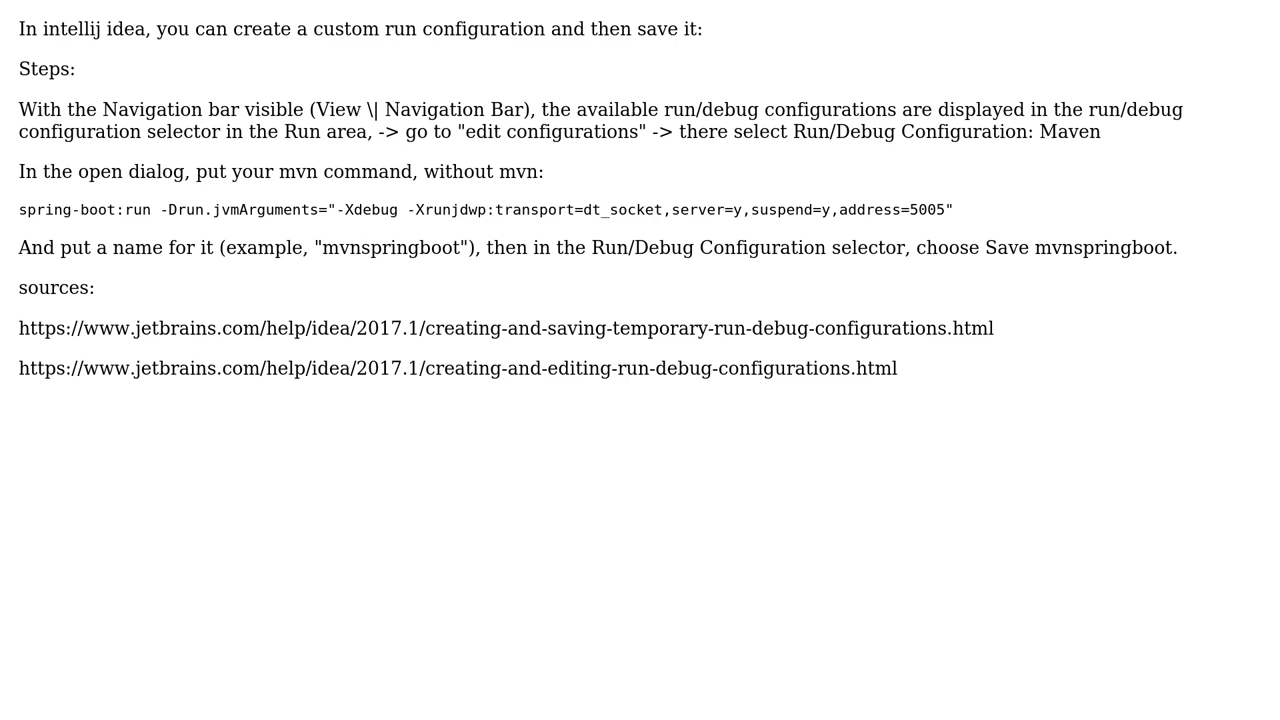 In intellij idea, you can create a custom run configuration and then save it:
Steps:
With the Navigation bar visible (View \| Navigation Bar), the available run/debug configurations are displayed in the run/debug
configuration selector in the Run area, -> go to "edit configurations" -> there select Run/Debug Configuration: Maven
In the open dialog, put your mvn command, without mvn:
spring-boot:run -Drun.jvmArguments="-Xdebug -Xrunjdwp:transport=dt_socket,server=y,suspend=y,address=5005"
And put a name for it (example, "mvnspringboot"), then in the Run/Debug Configuration selector, choose Save mvnspringboot.
sources:
https://www.jetbrains.com/help/idea/2017.1/creating-and-saving-temporary-run-debug-configurations.html
https://www.jetbrains.com/help/idea/2017.1/creating-and-editing-run-debug-configurations.html